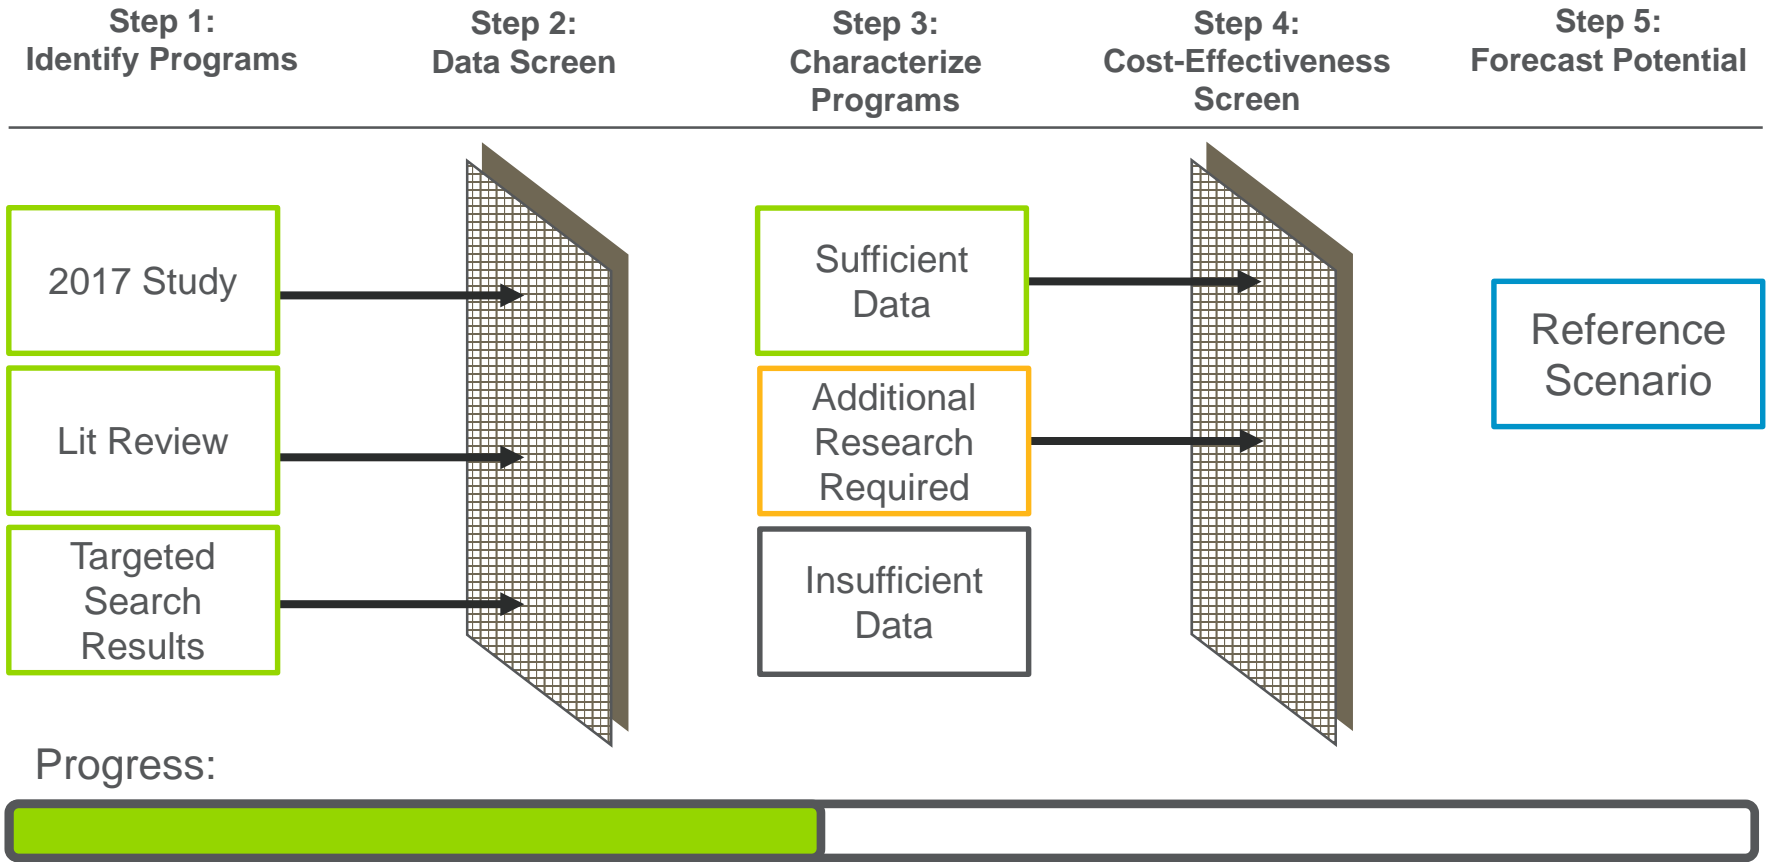 Step 1:
Identify Programs
Step 2:
Data Screen
Step 3:
Characterize
Programs
Step 4:
Cost-Effectiveness
Screen
Step 5:
Forecast Potential
2017 Study
Lit Review
Targeted
Search
Results
Sufficient
Data
Additional
Research
Required
Insufficient
Data
Reference
Scenario
Progress: